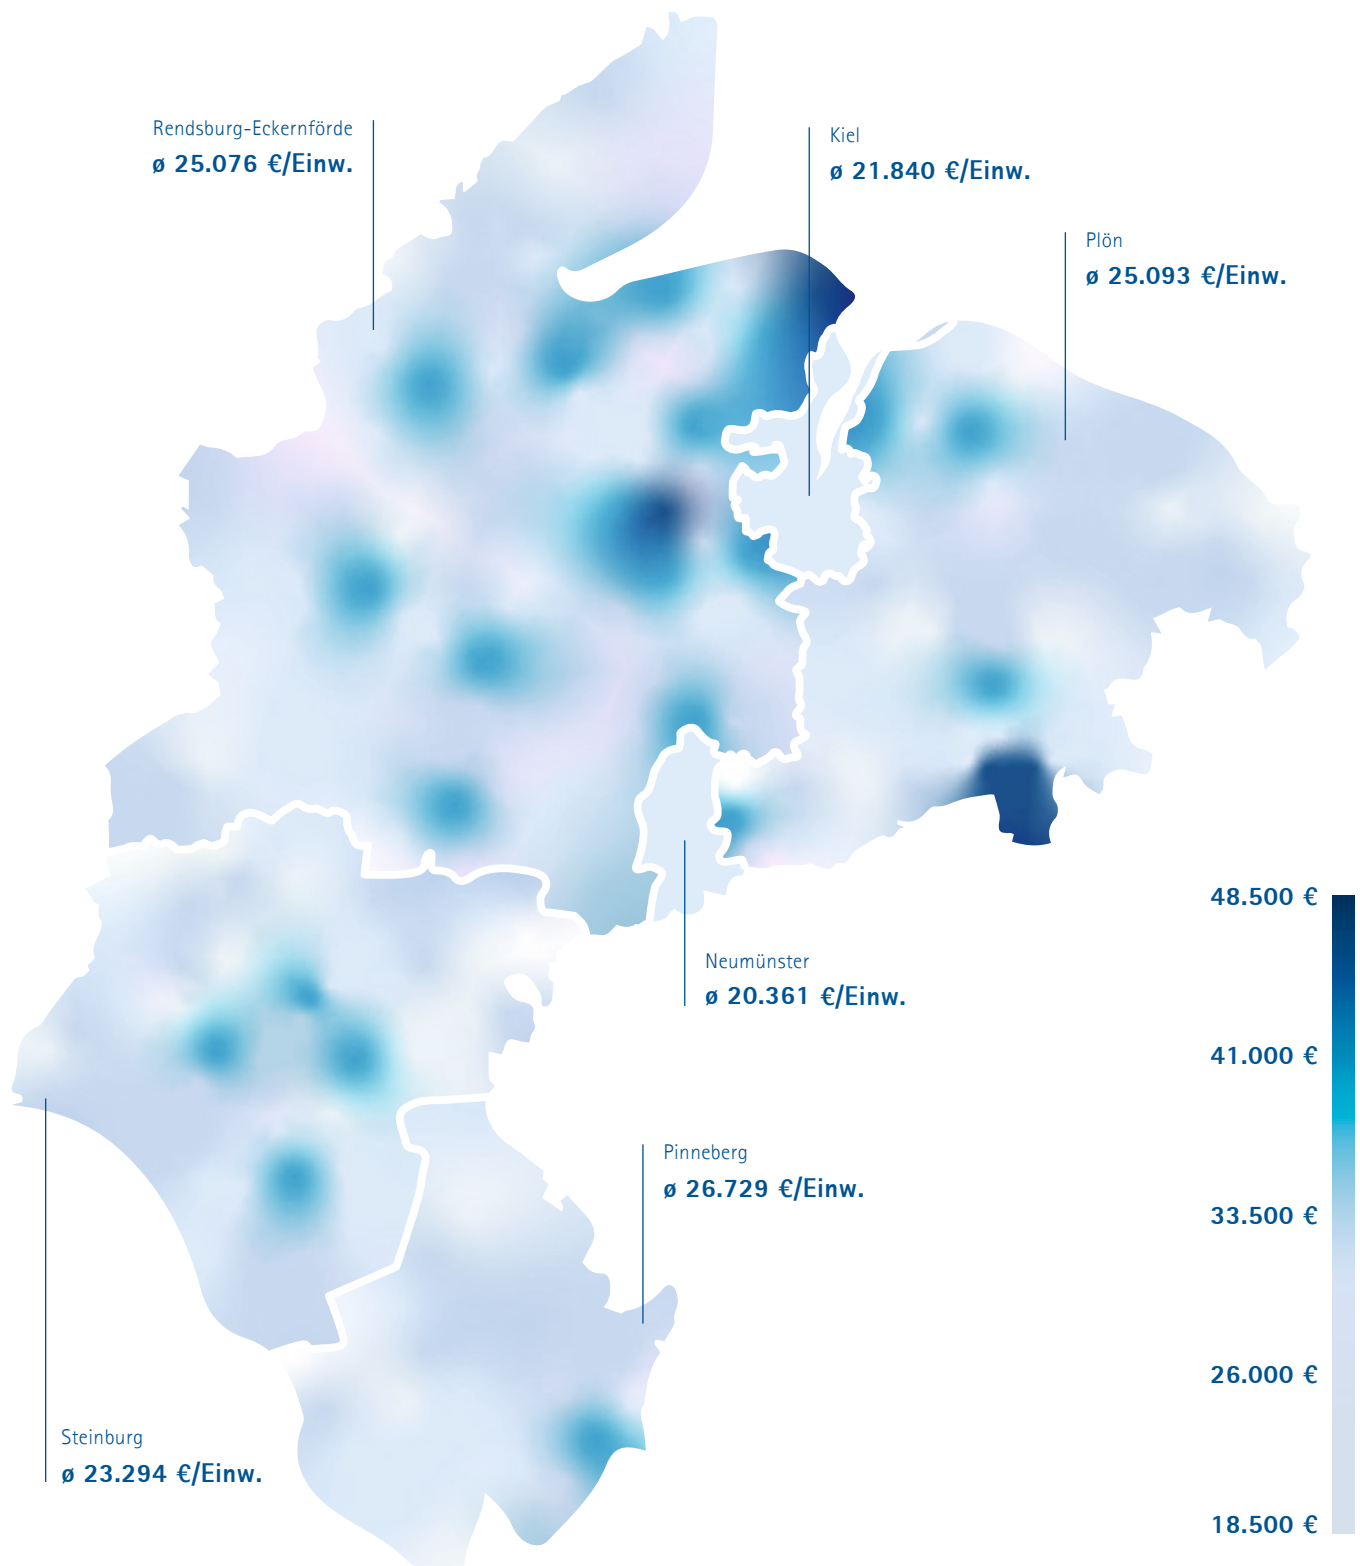 Rendsburg-Eckernförde
ø 25.076 €/Einw.
Kiel
ø 21.840 €/Einw.
Plön
ø 25.093 €/Einw.
48.500 €
Neumünster
ø 20.361 €/Einw.
41.000 €
Pinneberg
ø 26.729 €/Einw.
33.500 €
26.000 €
Steinburg
ø 23.294 €/Einw.
18.500 €